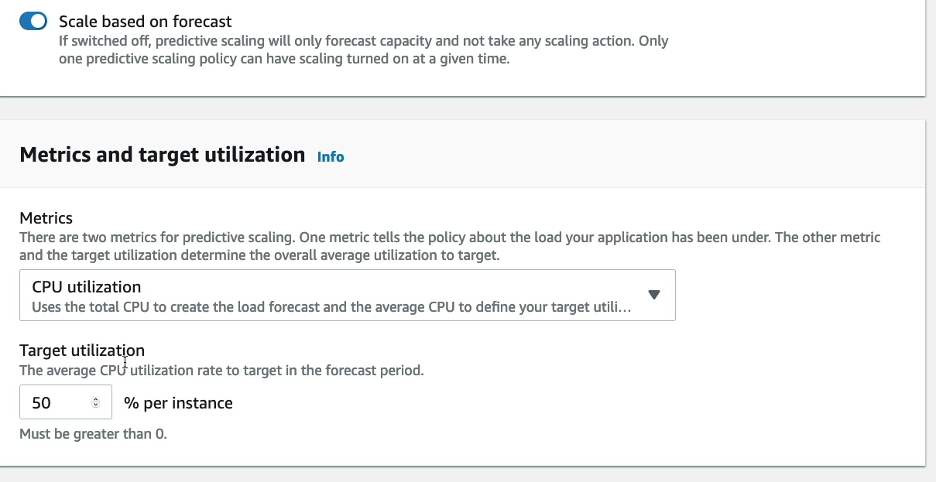 Scale based on forecast
If switched off, predictive scaling will only forecast capacity and not take any scaling action. Only
one predictive scaling policy can have scaling turned on at a given time.
Metrics and target utilization Info
Metrics
There are two metrics for predictive scaling. One metric tells the policy about the load your application has been under. The other metric
and the target utilization determine the overall average utilization to target.
CPU utilization
Uses the total CPU to create the load forecast and the average CPU to define your target utili...
Target utilization
The average CPU utilization rate to target in the forecast period.
50 % per instance
Must be greater than 0.